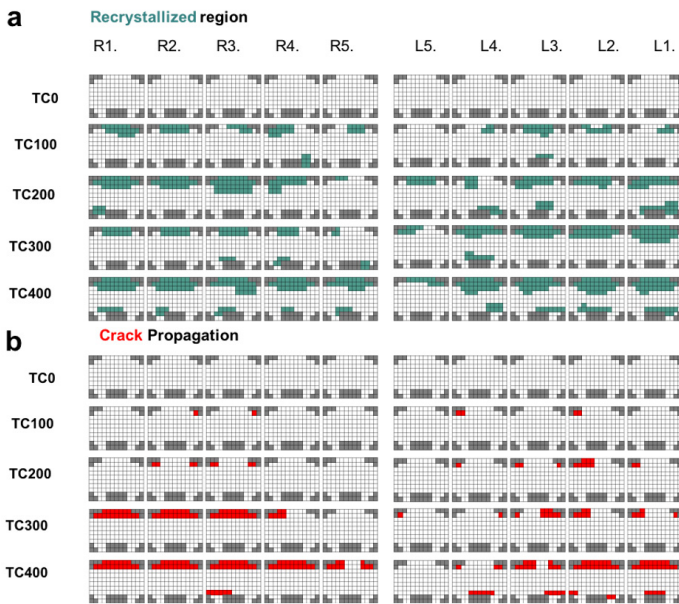 a
Recrystallized region
R1. R2. R3. R4. R5. L5. L4. L3. L2. L1.
TC0
TC100
TC200
TC300
TC400
b
Crack Propagation
TC0
TC100
TC200
TC300
TC400